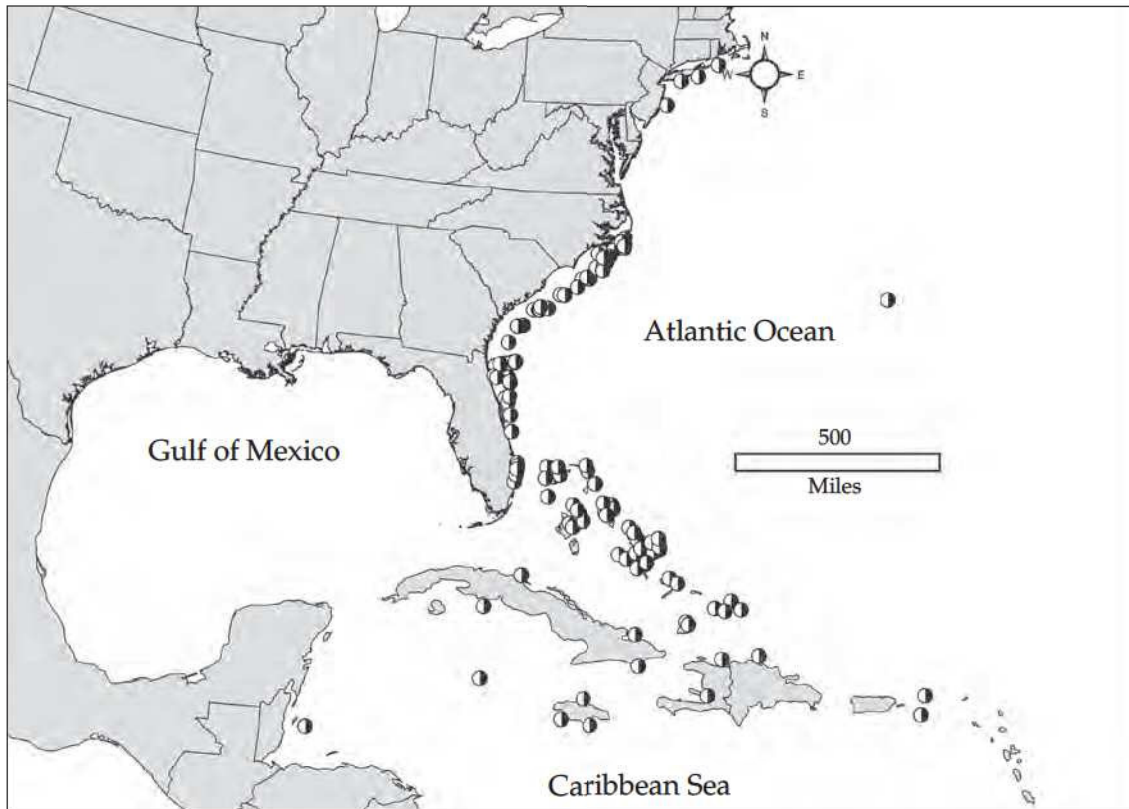 N
W E
S
Atlantic Ocean
500
Gulf of Mexico
Miles
Caribbean Sea